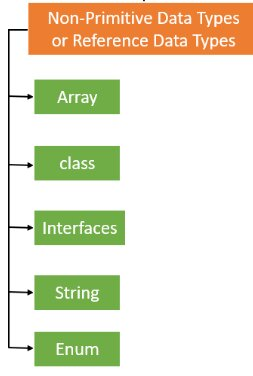 Non-Primitive Data Types
or Reference Data Types
Array
class
Interfaces
String
Enum